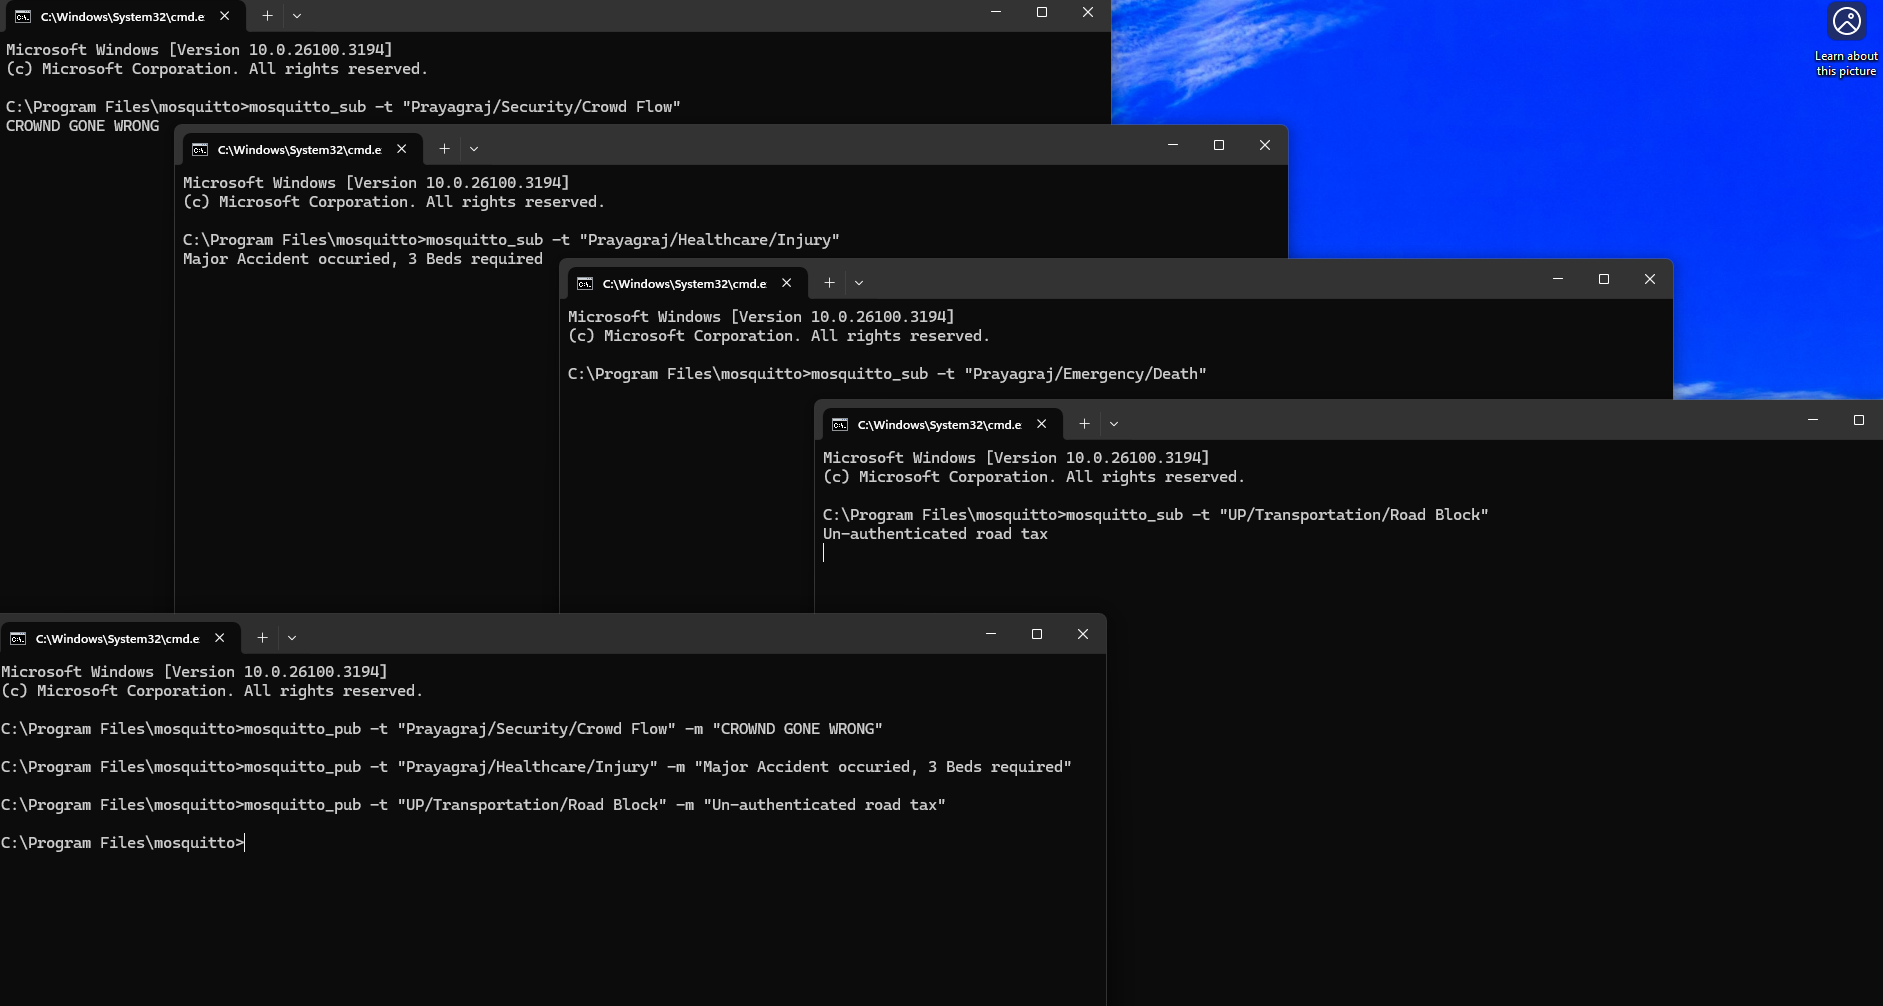 C:\Windows\System32\cmd.e
Microsoft Windows [Version 10.0.26100.3194]
(c) Microsoft Corporation. All rights reserved.
C:\Program Files\mosquitto>mosquitto_sub -t "Prayagraj/Security/Crowd Flow"
CROWND GONE WRONG
Learn about
this picture
C:\Windows\System32\cmd.e
Microsoft Windows [Version 10.0.26100.3194]
(c) Microsoft Corporation. All rights reserved.
C:\Program Files\mosquitto>mosquitto_sub -t "Prayagraj/Healthcare/Injury"
Major Accident occuried, 3 Beds required
C:\Windows\System32\cmd.e
Microsoft Windows [Version 10.0.26100.3194]
(c) Microsoft Corporation. All rights reserved.
C:\Program Files\mosquitto>mosquitto_sub -t "Prayagraj/Emergency/Death"
C:\Windows\System32\cmd.e
Microsoft Windows [Version 10.0.26100.3194]
(c) Microsoft Corporation. All rights reserved.
C:\Program Files\mosquitto>mosquitto_sub -t "UP/Transportation/Road Block"
Un-authenticated road tax
C:\Windows\System32\cmd.e
Microsoft Windows [Version 10.0.26100.3194]
(c) Microsoft Corporation. All rights reserved.
C:\Program Files\mosquitto>mosquitto_pub -t "Prayagraj/Security/Crowd Flow" -m "CROWND GONE WRONG"
C:\Program Files\mosquitto>mosquitto_pub -t "Prayagraj/Healthcare/Injury" -m "Major Accident occuried, 3 Beds required"
C:\Program Files\mosquitto>mosquitto_pub -t "UP/Transportation/Road Block" -m "Un-authenticated road tax"
C:\Program Files\mosquitto>